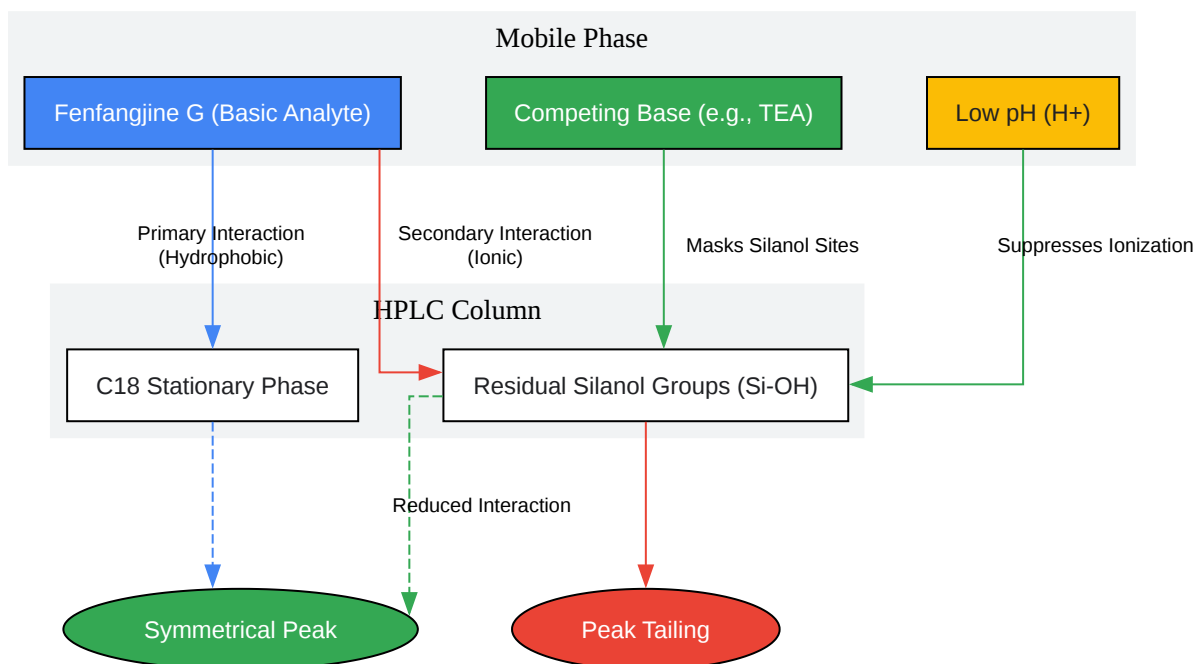 Mobile Phase
Fenfangjine G (Basic Analyte)
Competing Base (e.g., TEA)
Low pH (H+)
Primary Interaction
(Hydrophobic)
Secondary Interaction
(Ionic)
Masks Silanol Sites
Suppresses Ionization
HPLC Column
C18 Stationary Phase
Residual Silanol Groups (Si-OH)
Reduced Interaction
Symmetrical Peak
Peak Tailing